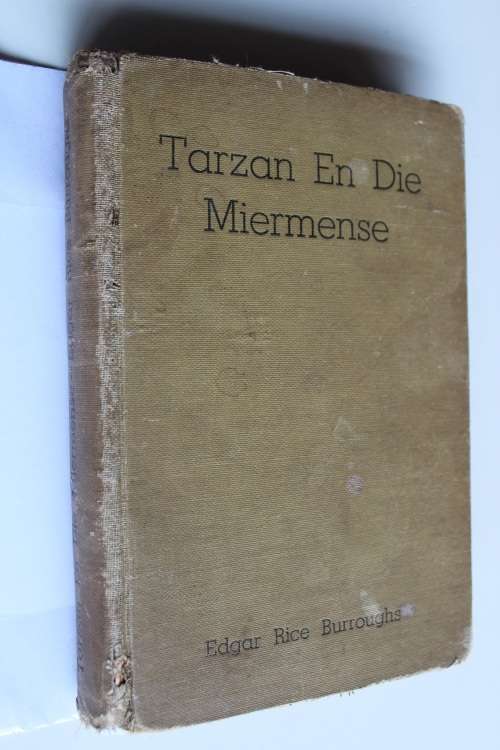 Tarzan En Die
Miermense
Edgar Rice Burroughs